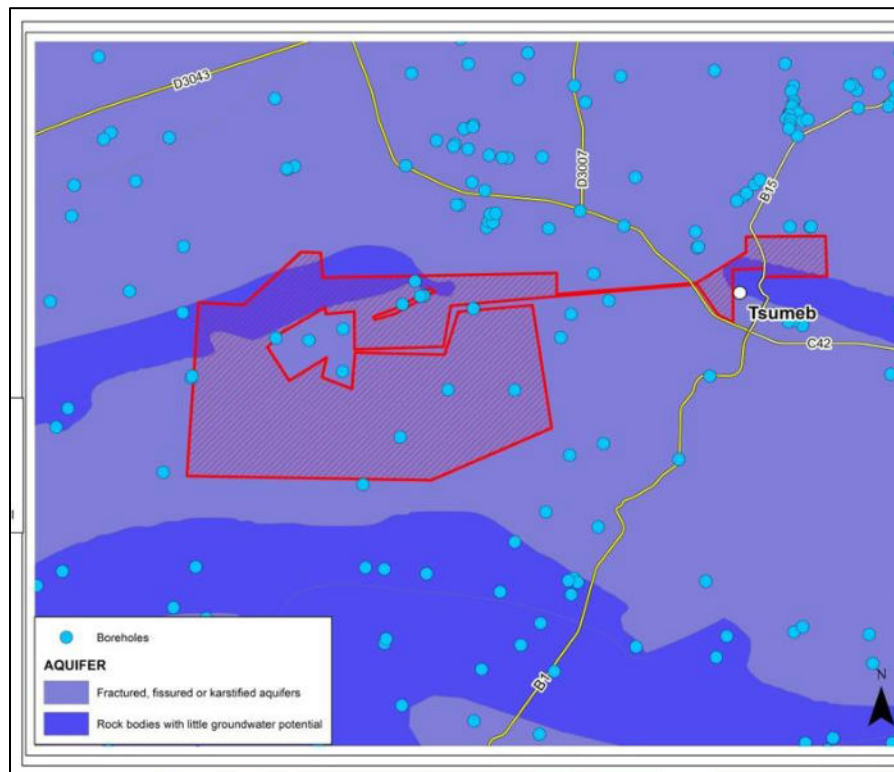 D3043
D3007
B15
Tsumeb
C42
B1
N
Boreholes
AQUIFER
Fractured, fissured or karstified aquifers
Rock bodies with little groundwater potential